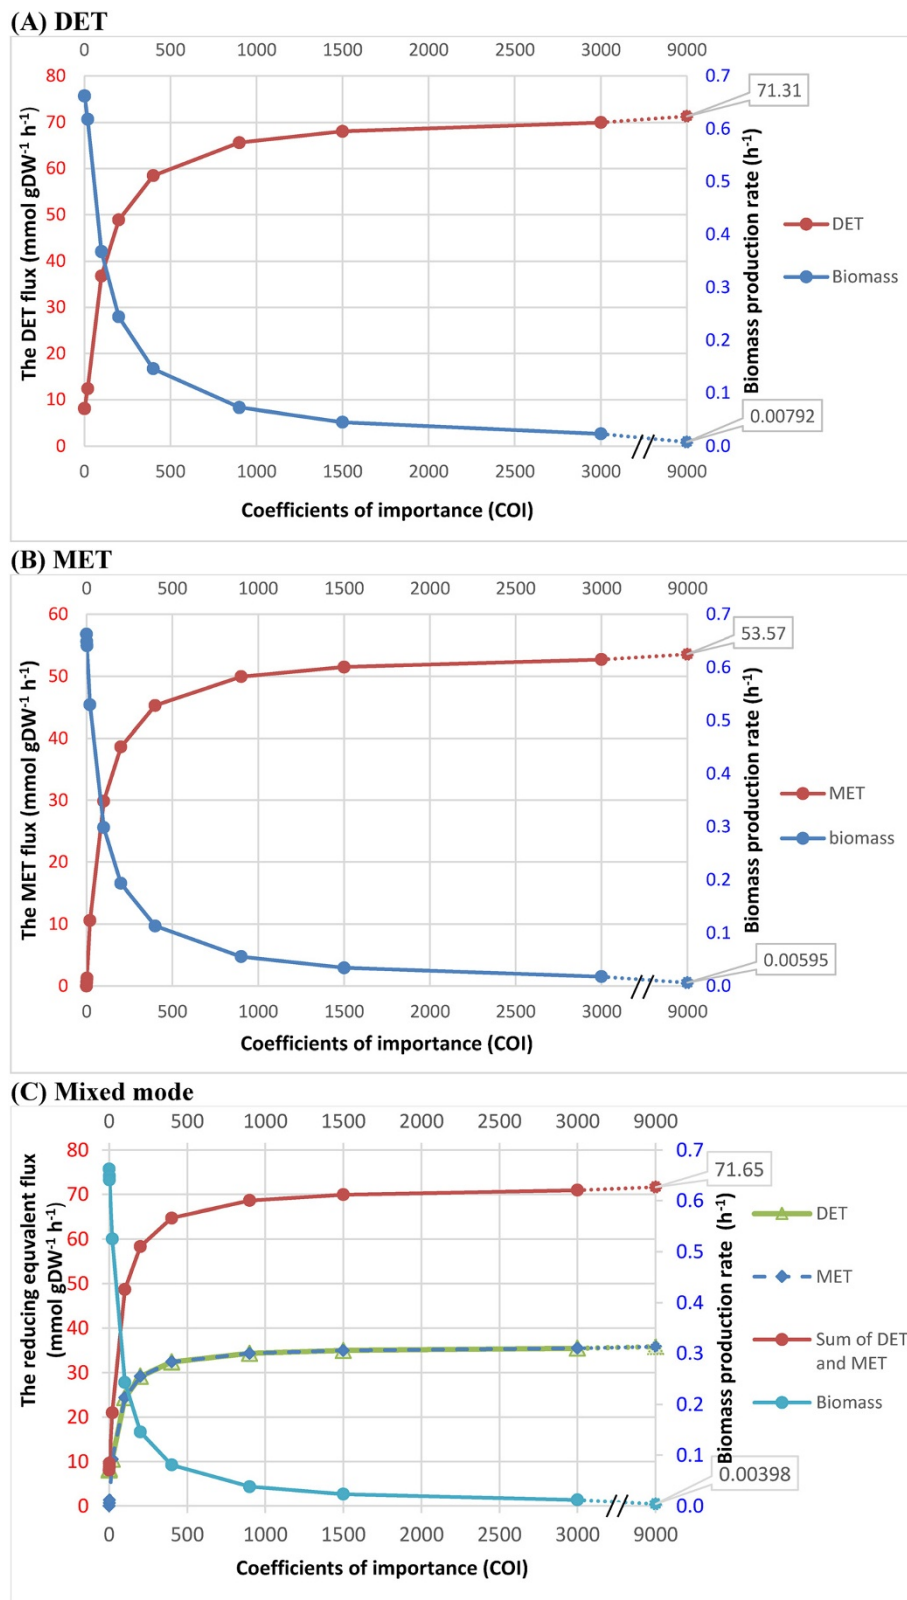 (A) DET
0 500 1000 1500 2000 2500 3000 9000
80 70 60 50 40 30 20 10 0
The DET flux (mmol gDW⁻¹ h⁻¹)
0.7 0.6 0.5 0.4 0.3 0.2 0.1 0.0
Biomass production rate (h⁻¹)
71.31
0.00792
DET
Biomass
0 500 1000 1500 2000 2500 3000 9000
Coefficients of importance (COI)
(B) MET
0 500 1000 1500 2000 2500 3000 9000
60 50 40 30 20 10 0
The MET flux (mmol gDW⁻¹ h⁻¹)
0.7 0.6 0.5 0.4 0.3 0.2 0.1 0.0
Biomass production rate (h⁻¹)
53.57
0.00595
MET
biomass
0 500 1000 1500 2000 2500 3000 9000
Coefficients of importance (COI)
(C) Mixed mode
0 500 1000 1500 2000 2500 3000 9000
80 70 60 50 40 30 20 10 0
The reducing equvalent flux
(mmol gDW⁻¹ h⁻¹)
0.7 0.6 0.5 0.4 0.3 0.2 0.1 0.0
Biomass production rate (h⁻¹)
71.65
0.00398
DET
MET
Sum of DET
and MET
Biomass
0 500 1000 1500 2000 2500 3000 9000
Coefficients of importance (COI)